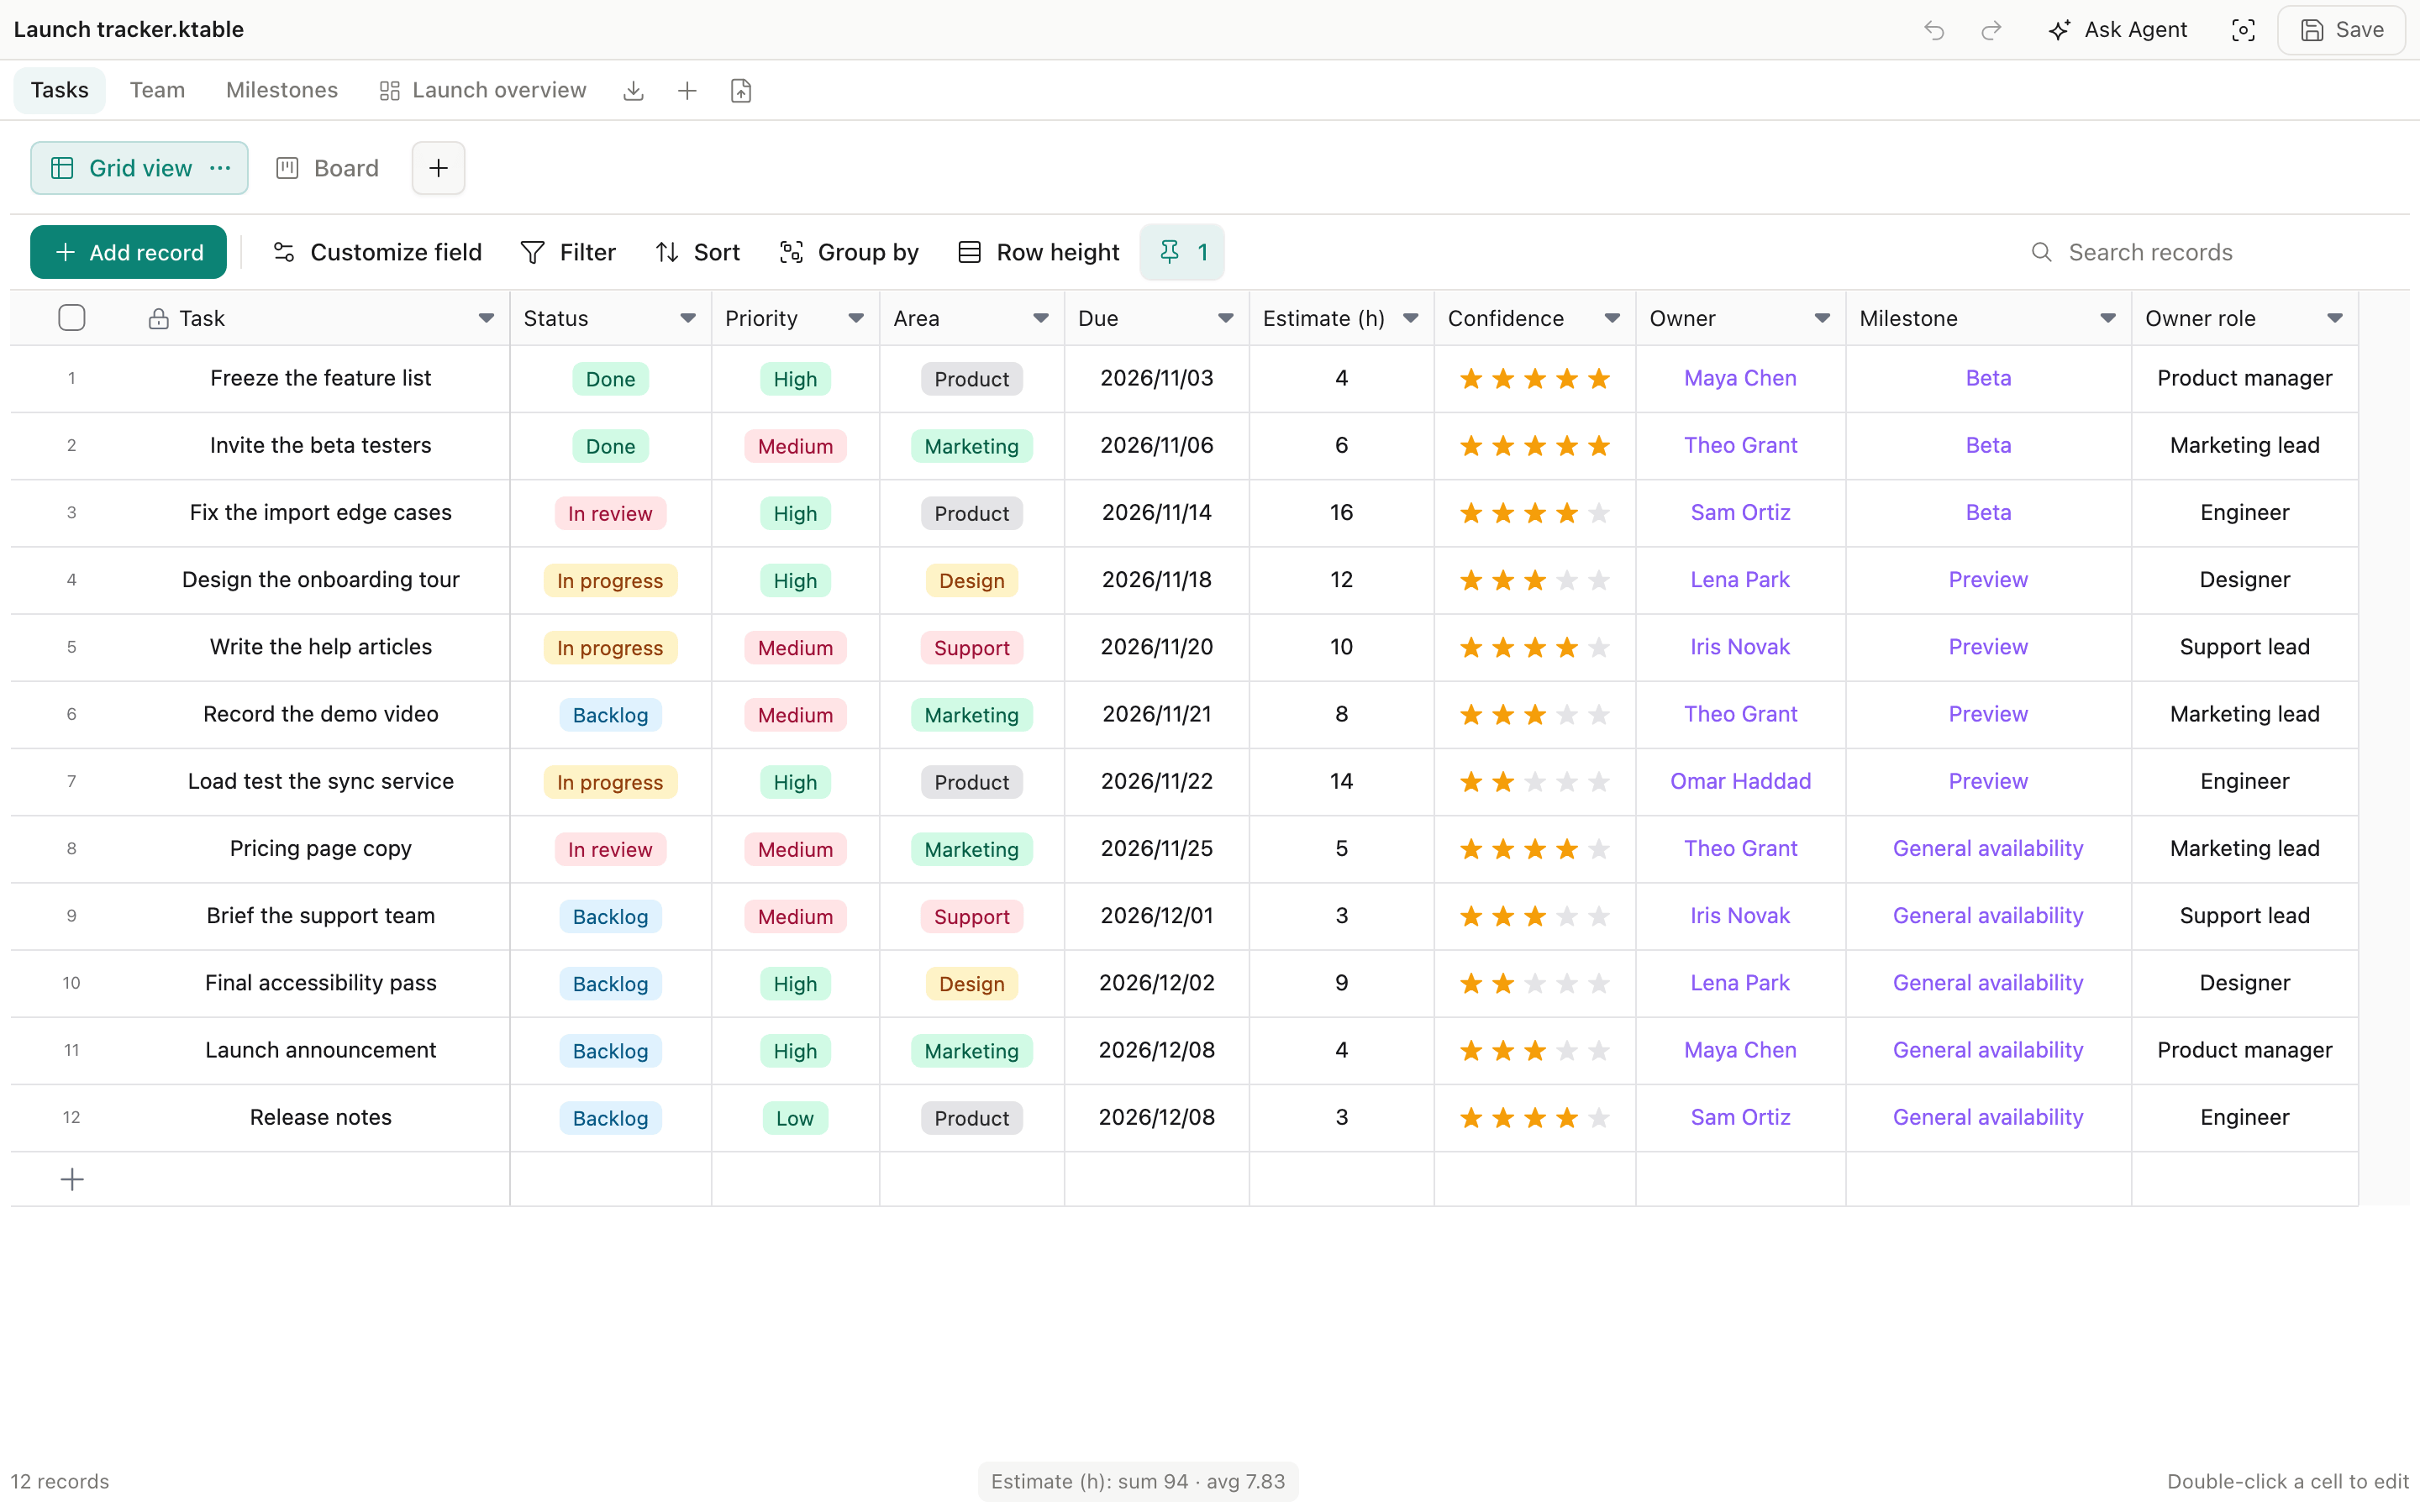 Launch tracker.ktable
Ask Agent
Save
Tasks Team Milestones Launch overview
Grid view Board
Add record Customize field Filter Sort Group by Row height 1 Search records
Task Status Priority Area Due Estimate (h) Confidence Owner Milestone Owner role
1 Freeze the feature list Done High Product 2026/11/03 4 Maya Chen Beta Product manager
2 Invite the beta testers Done Medium Marketing 2026/11/06 6 Theo Grant Beta Marketing lead
3 Fix the import edge cases In review High Product 2026/11/14 16 Sam Ortiz Beta Engineer
4 Design the onboarding tour In progress High Design 2026/11/18 12 Lena Park Preview Designer
5 Write the help articles In progress Medium Support 2026/11/20 10 Iris Novak Preview Support lead
6 Record the demo video Backlog Medium Marketing 2026/11/21 8 Theo Grant Preview Marketing lead
7 Load test the sync service In progress High Product 2026/11/22 14 Omar Haddad Preview Engineer
8 Pricing page copy In review Medium Marketing 2026/11/25 5 Theo Grant General availability Marketing lead
9 Brief the support team Backlog Medium Support 2026/12/01 3 Iris Novak General availability Support lead
10 Final accessibility pass Backlog High Design 2026/12/02 9 Lena Park General availability Designer
11 Launch announcement Backlog High Marketing 2026/12/08 4 Maya Chen General availability Product manager
12 Release notes Backlog Low Product 2026/12/08 3 Sam Ortiz General availability Engineer
12 records
Estimate (h): sum 94 · avg 7.83
Double-click a cell to edit